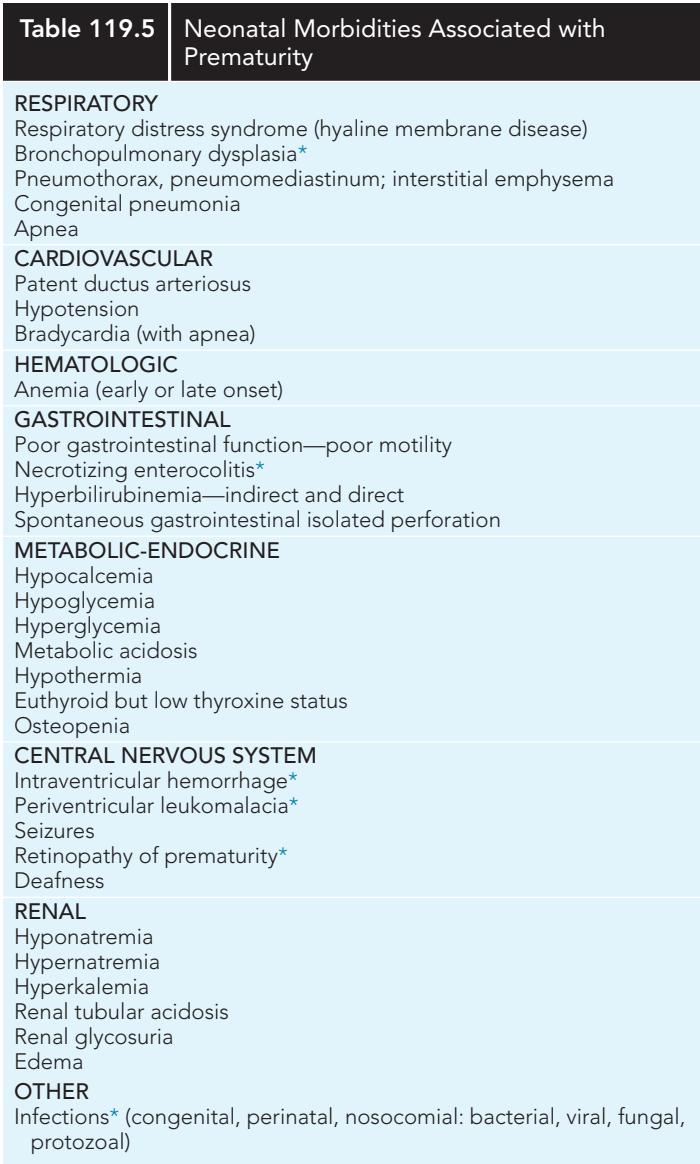 Table 119.5
Neonatal Morbidities Associated with
Prematurity
RESPIRATORY
Respiratory distress syndrome (hyaline membrane disease)
Bronchopulmonary dysplasia*
Pneumothorax, pneumomediastinum; interstitial emphysema
Congenital pneumonia
Apnea
CARDIOVASCULAR
Patent ductus arteriosus
Hypotension
Bradycardia (with apnea)
HEMATOLOGIC
Anemia (early or late onset)
GASTROINTESTINAL
Poor gastrointestinal function—poor motility
Necrotizing enterocolitis*
Hyperbilirubinemia—indirect and direct
Spontaneous gastrointestinal isolated perforation
METABOLIC-ENDOCRINE
Hypocalcemia
Hypoglycemia
Hyperglycemia
Metabolic acidosis
Hypothermia
Euthyroid but low thyroxine status
Osteopenia
CENTRAL NERVOUS SYSTEM
Intraventricular hemorrhage*
Periventricular leukomalacia*
Seizures
Retinopathy of prematurity*
Deafness
RENAL
Hyponatremia
Hypernatremia
Hyperkalemia
Renal tubular acidosis
Renal glycosuria
Edema
OTHER
Infections* (congenital, perinatal, nosocomial: bacterial, viral, fungal,
protozoal)